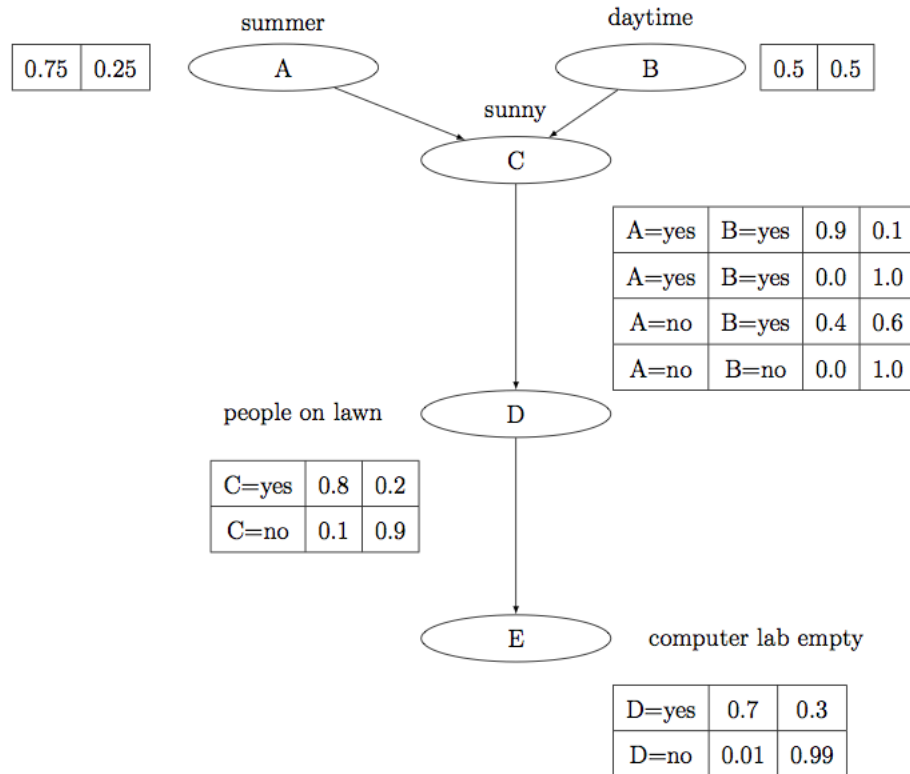 summer
daytime
0.75 0.25
A
B
0.5 0.5
sunny
C
A=yes B=yes 0.9 0.1
A=yes B=yes 0.0 1.0
A=no B=yes 0.4 0.6
A=no B=no 0.0 1.0
people on lawn
D
C=yes 0.8 0.2
C=no 0.1 0.9
E
computer lab empty
D=yes 0.7 0.3
D=no 0.01 0.99